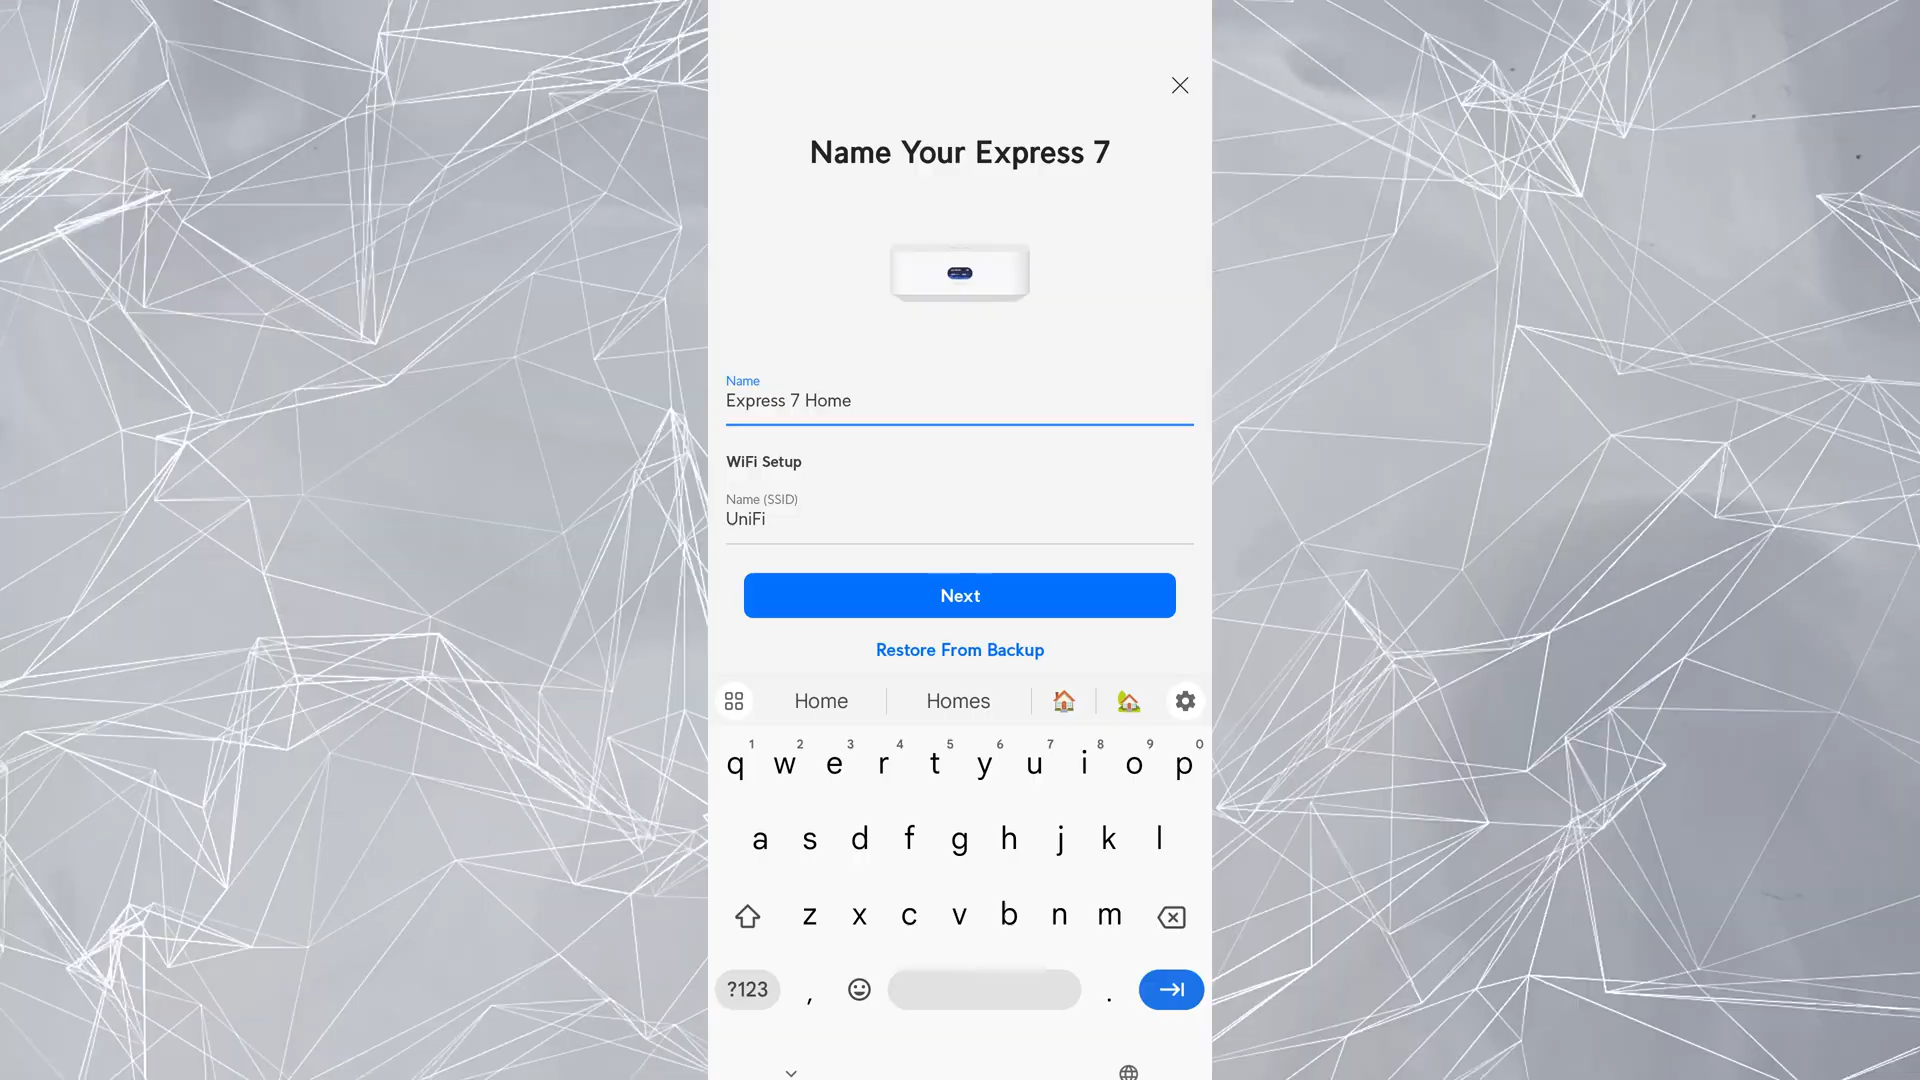 Name Your Express 7
Name
Express 7 Home
WiFi Setup
Name (SSID)
UniFi
Next
Restore From Backup
Home Homes
1 2 3 4 5 6 7 8 9 0
q w e r t y u i o p
a s d f g h j k l
z x c v b n m
?123 , .